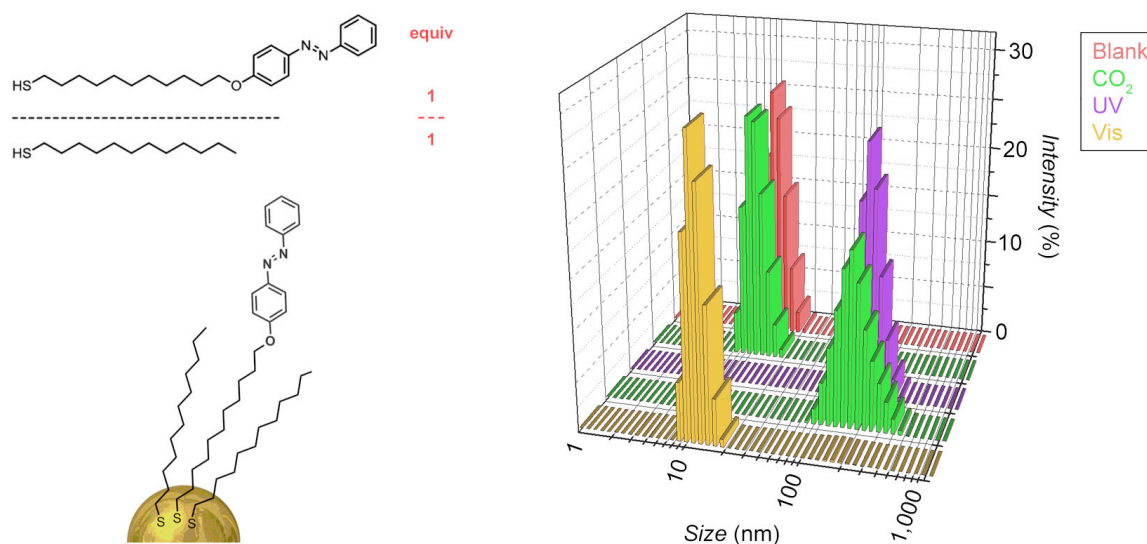 equiv
N
N
HS
O
1
1
HS
N
N
O
S
S
S
30
20
10
0
Intensity (%)
1
10
100
1,000
Size (nm)
Blank
CO₂
UV
Vis